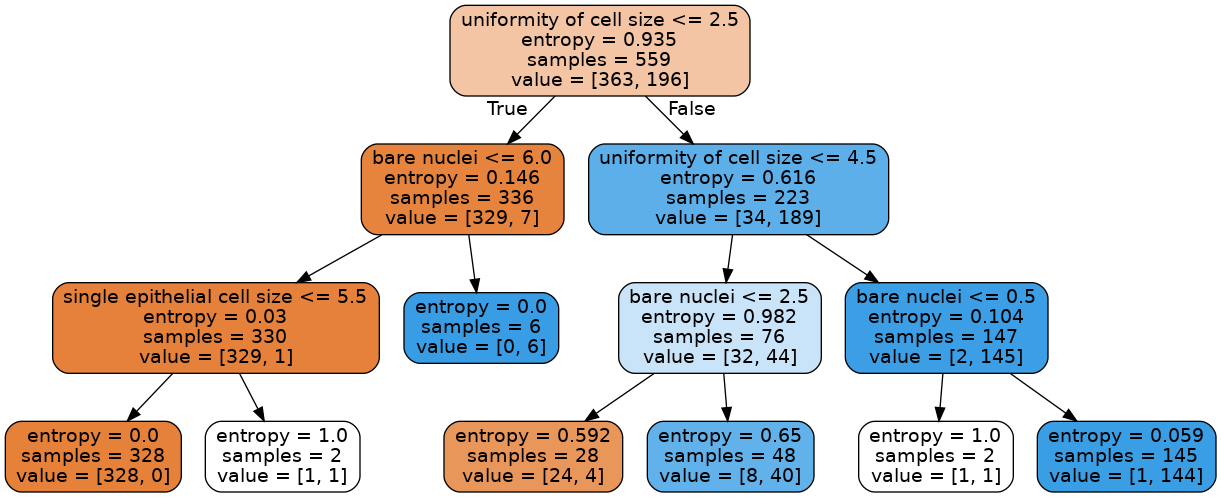 uniformity of cell size <= 2.5
entropy = 0.935
samples = 559
value = [363, 196]
True
False
bare nuclei <= 6.0
entropy = 0.146
samples = 336
value = [329, 7]
uniformity of cell size <= 4.5
entropy = 0.616
samples = 223
value = [34, 189]
single epithelial cell size <= 5.5
entropy = 0.03
samples = 330
value = [329, 1]
entropy = 0.0
samples = 6
value = [0, 6]
bare nuclei <= 2.5
entropy = 0.982
samples = 76
value = [32, 44]
bare nuclei <= 0.5
entropy = 0.104
samples = 147
value = [2, 145]
entropy = 0.0
samples = 328
value = [328, 0]
entropy = 1.0
samples = 2
value = [1, 1]
entropy = 0.592
samples = 28
value = [24, 4]
entropy = 0.65
samples = 48
value = [8, 40]
entropy = 1.0
samples = 2
value = [1, 1]
entropy = 0.059
samples = 145
value = [1, 144]